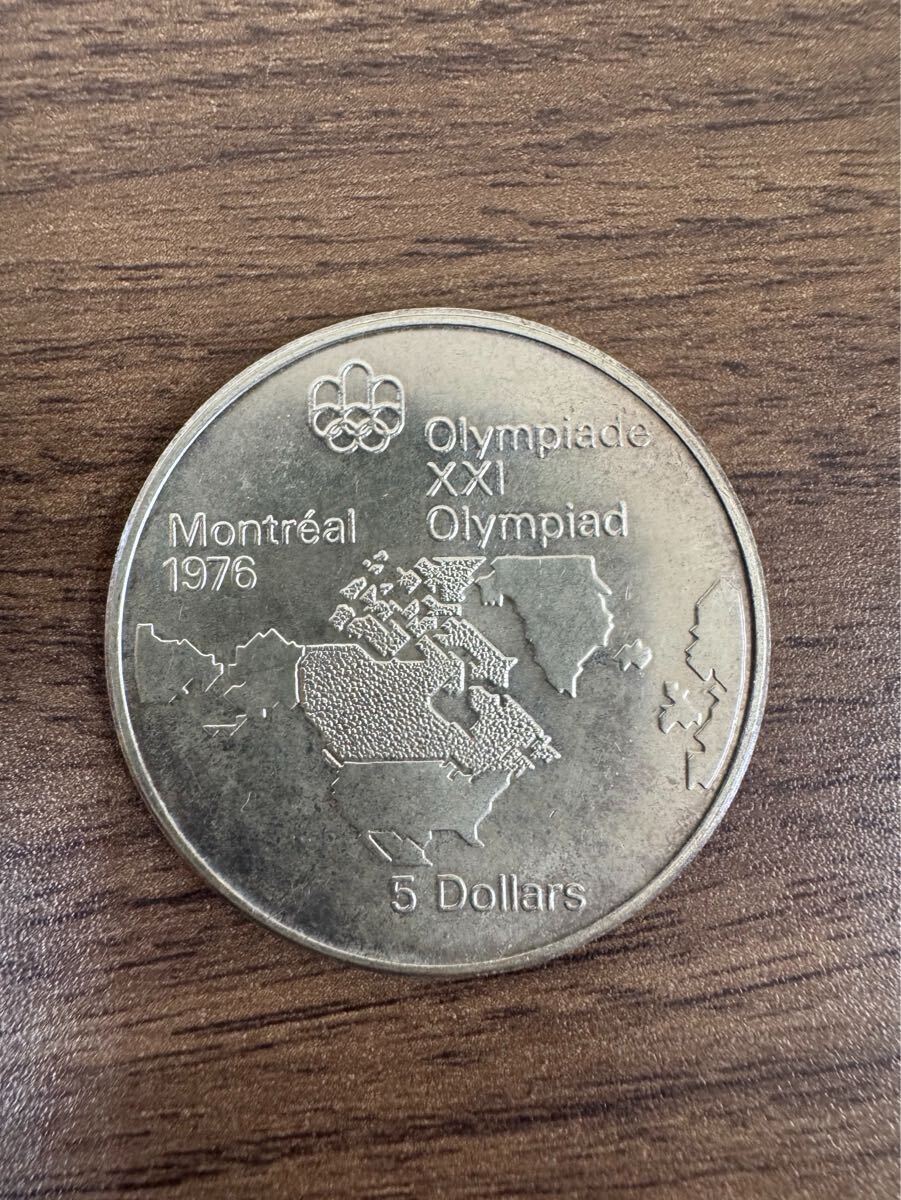 Olympiade
XXI
Olympiad
Montréal
1976
5 Dollars